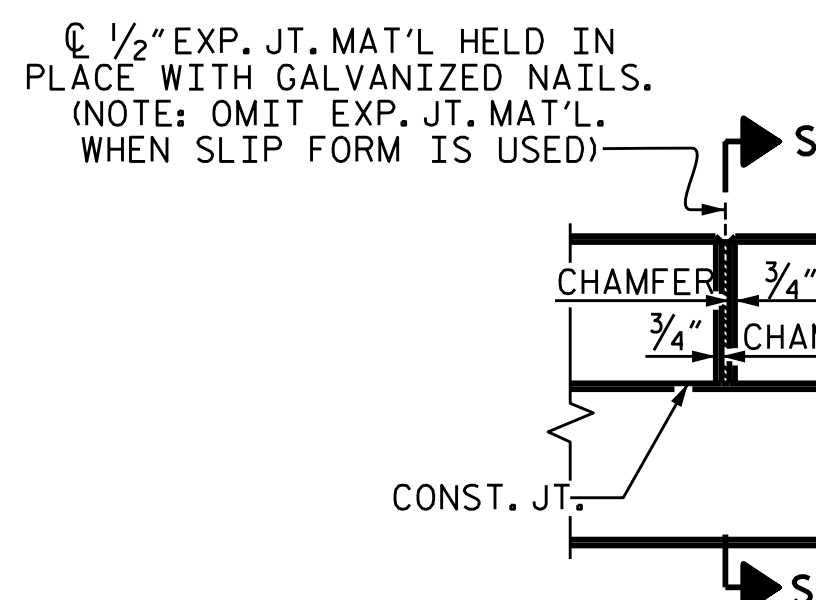 ℄ 1/2" EXP. JT. MAT'L HELD IN
PLACE WITH GALVANIZED NAILS.
(NOTE: OMIT EXP. JT. MAT'L.
WHEN SLIP FORM IS USED)
S
CHAMFER 3/4"
3/4" CHA
CONST. JT.
S